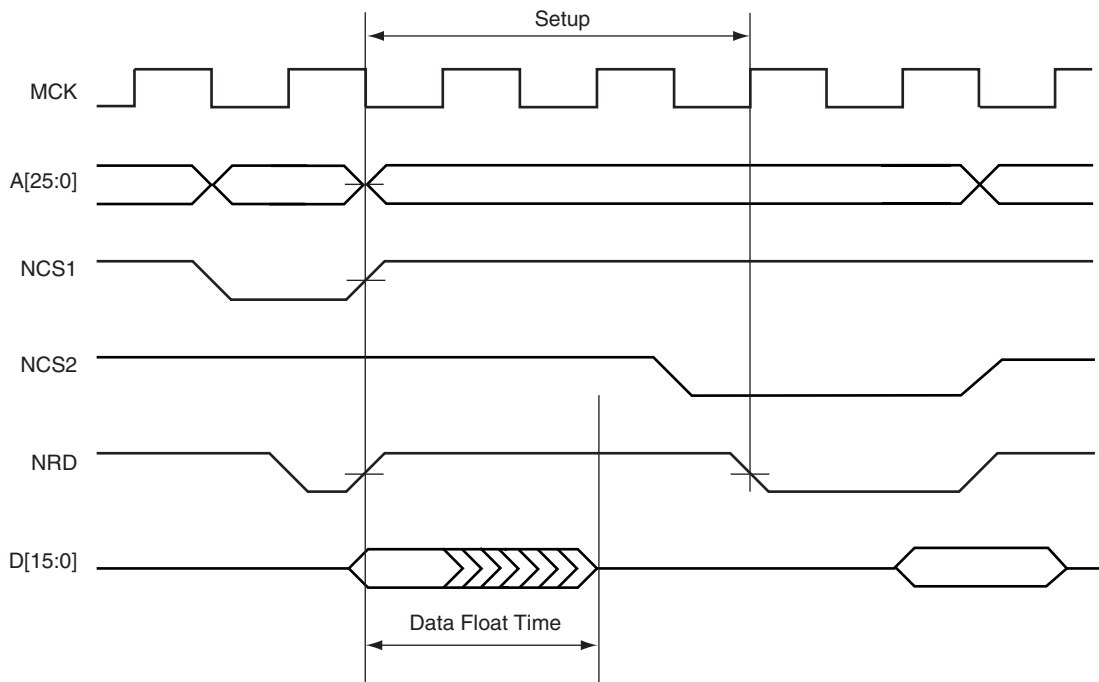 Setup
MCK
A[25:0]
NCS1
NCS2
NRD
D[15:0]
Data Float Time